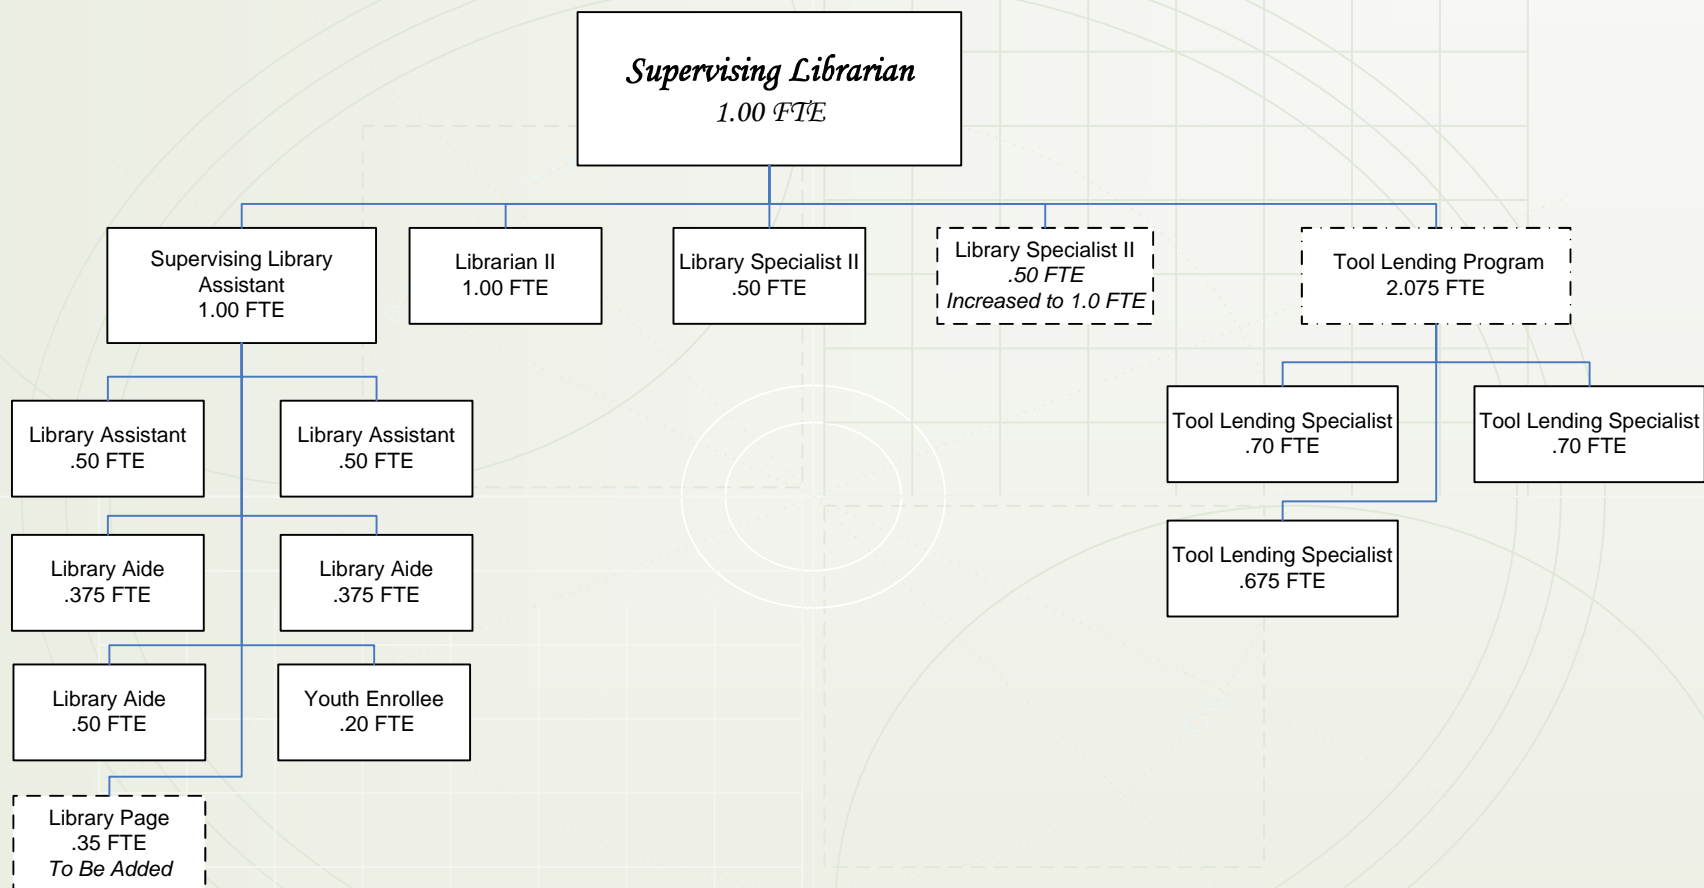 Supervising Librarian
1.00 FTE
Supervising Library
Assistant
1.00 FTE
Librarian II
1.00 FTE
Library Specialist II
.50 FTE
Library Specialist II
.50 FTE
Increased to 1.0 FTE
Tool Lending Program
2.075 FTE
Library Assistant
.50 FTE
Library Assistant
.50 FTE
Tool Lending Specialist
.70 FTE
Tool Lending Specialist
.70 FTE
Library Aide
.375 FTE
Library Aide
.375 FTE
Tool Lending Specialist
.675 FTE
Library Aide
.50 FTE
Youth Enrollee
.20 FTE
Library Page
.35 FTE
To Be Added